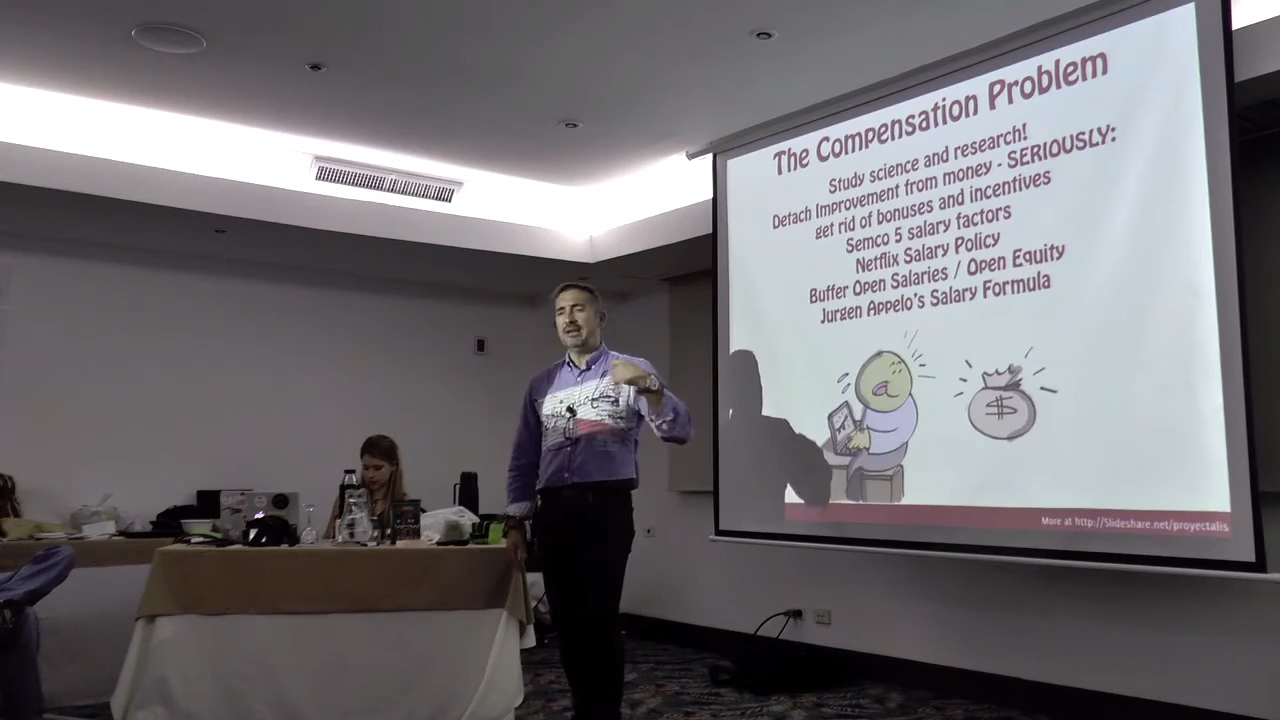 The Compensation Problem
Study science and research!
Detach Improvement from money - SERIOUSLY:
get rid of bonuses and incentives
Semco 5 salary factors
Netflix Salary Policy
Buffer Open Salaries / Open Equity
Jurgen Appelo's Salary Formula
$
More at http://Slideshare.net/proyectalis